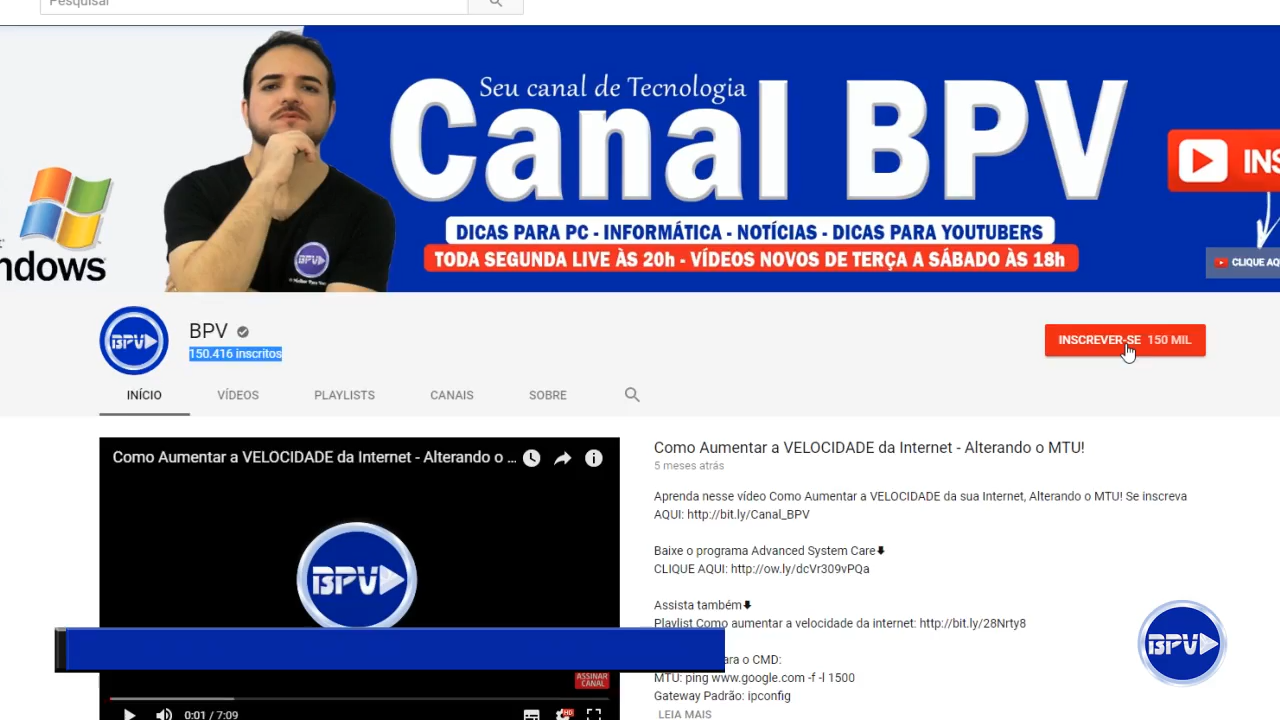 Pesquisar
Seu canal de Tecnologia
Canal BPV
DICAS PARA PC - INFORMÁTICA - NOTÍCIAS - DICAS PARA YOUTUBERS
TODA SEGUNDA LIVE ÀS 20h - VÍDEOS NOVOS DE TERÇA A SÁBADO ÀS 18h
ndows
BPV
INS
CLIQUE AQ
BPV
BPV
150.416 inscritos
INSCREVER-SE 150 MIL
INÍCIO VÍDEOS PLAYLISTS CANAIS SOBRE
Como Aumentar a VELOCIDADE da Internet - Alterando o ...
BPV
ASSINAR
CANAL
0:01 / 7:09
HD
Como Aumentar a VELOCIDADE da Internet - Alterando o MTU!
5 meses atrás
Aprenda nesse vídeo Como Aumentar a VELOCIDADE da sua Internet, Alterando o MTU! Se inscreva
AQUI: http://bit.ly/Canal_BPV
Baixe o programa Advanced System Care⬇
CLIQUE AQUI: http://ow.ly/dcVr309vPQa
Assista também⬇
Playlist Como aumentar a velocidade da internet: http://bit.ly/28Nrty8
ara o CMD:
MTU: ping www.google.com -f -l 1500
Gateway Padrão: ipconfig
LEIA MAIS
BPV